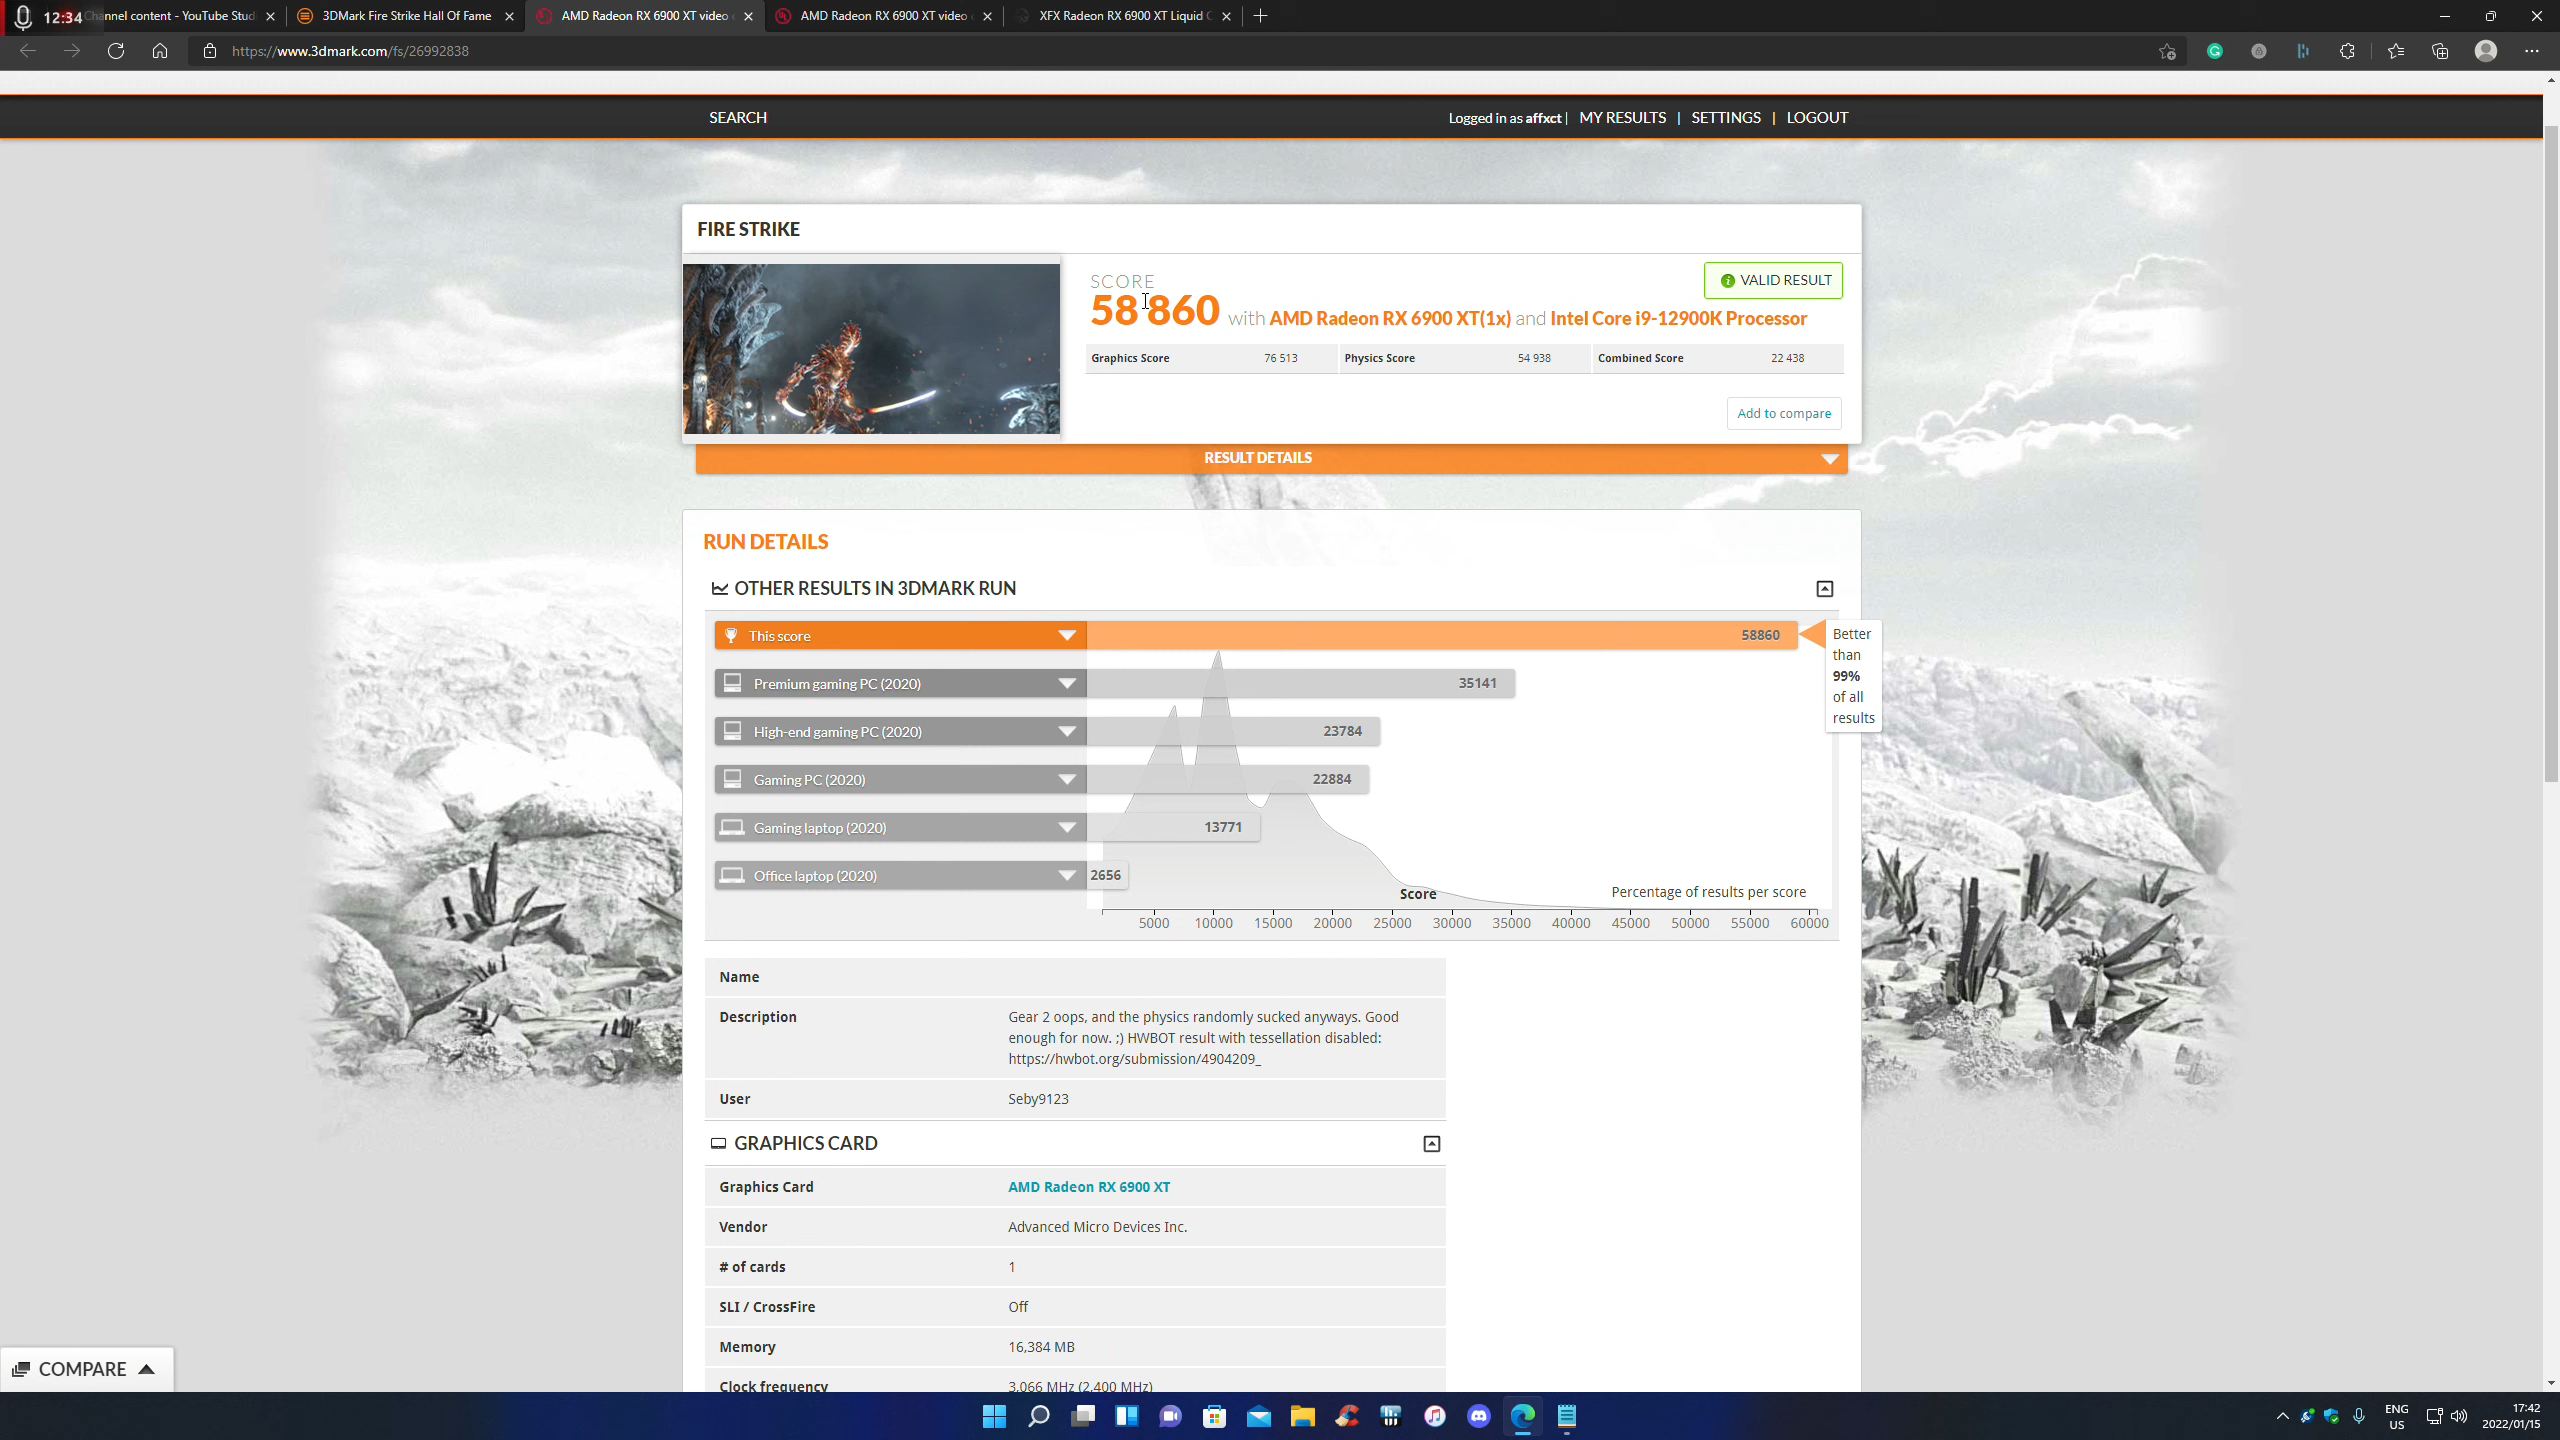 12:34
Channel content - YouTube Studi
3DMark Fire Strike Hall Of Fame
AMD Radeon RX 6900 XT video
AMD Radeon RX 6900 XT video
XFX Radeon RX 6900 XT Liquid C
https://www.3dmark.com/fs/26992838
SEARCH
Logged in as affxct | MY RESULTS | SETTINGS | LOGOUT
FIRE STRIKE
SCORE
VALID RESULT
58 860 with AMD Radeon RX 6900 XT(1x) and Intel Core i9-12900K Processor
Graphics Score 76 513 Physics Score 54 938 Combined Score 22 438
Add to compare
RESULT DETAILS
RUN DETAILS
OTHER RESULTS IN 3DMARK RUN
This score 58860
Better
than
99%
of all
results
Premium gaming PC (2020) 35141
High-end gaming PC (2020) 23784
Gaming PC (2020) 22884
Gaming laptop (2020) 13771
Office laptop (2020) 2656
Score Percentage of results per score
5000 10000 15000 20000 25000 30000 35000 40000 45000 50000 55000 60000
Name
Description Gear 2 oops, and the physics randomly sucked anyways. Good
enough for now. ;) HWBOT result with tessellation disabled:
https://hwbot.org/submission/4904209_
User Seby9123
GRAPHICS CARD
Graphics Card AMD Radeon RX 6900 XT
Vendor Advanced Micro Devices Inc.
# of cards 1
SLI / CrossFire Off
Memory 16,384 MB
Clock frequency 3,066 MHz (2,400 MHz)
COMPARE
ENG
US
17:42
2022/01/15